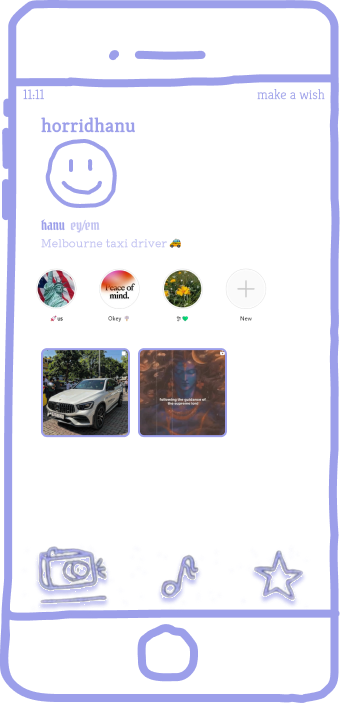 11:11 make a wish
horridhanu
hanu ey/em
Melbourne taxi driver 🚕
🚀us
Peace of
mind.
Okey
New
following the guidance of
the supreme soul